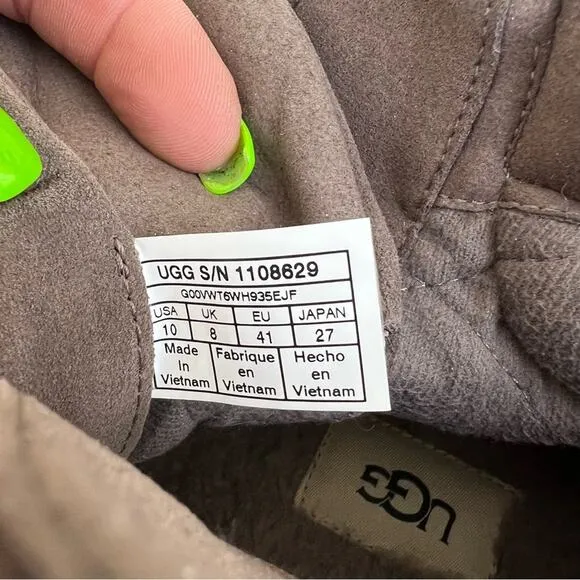 UGG S/N 1108629
G00VWT6WH935EJF
USA UK EU JAPAN
10 8 41 27
Made Fabrique Hecho
In en en
Vietnam Vietnam Vietnam
UGG